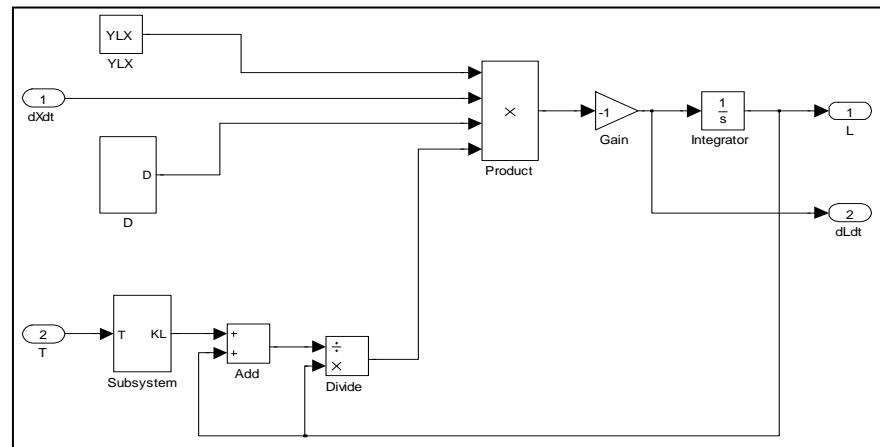 YLX
YLX
1
dXdt
D
D
×
Product
-1
Gain
1
s
Integrator
1
L
2
dLdt
2
T
T
KL
Subsystem
+
+
Add
÷
×
Divide